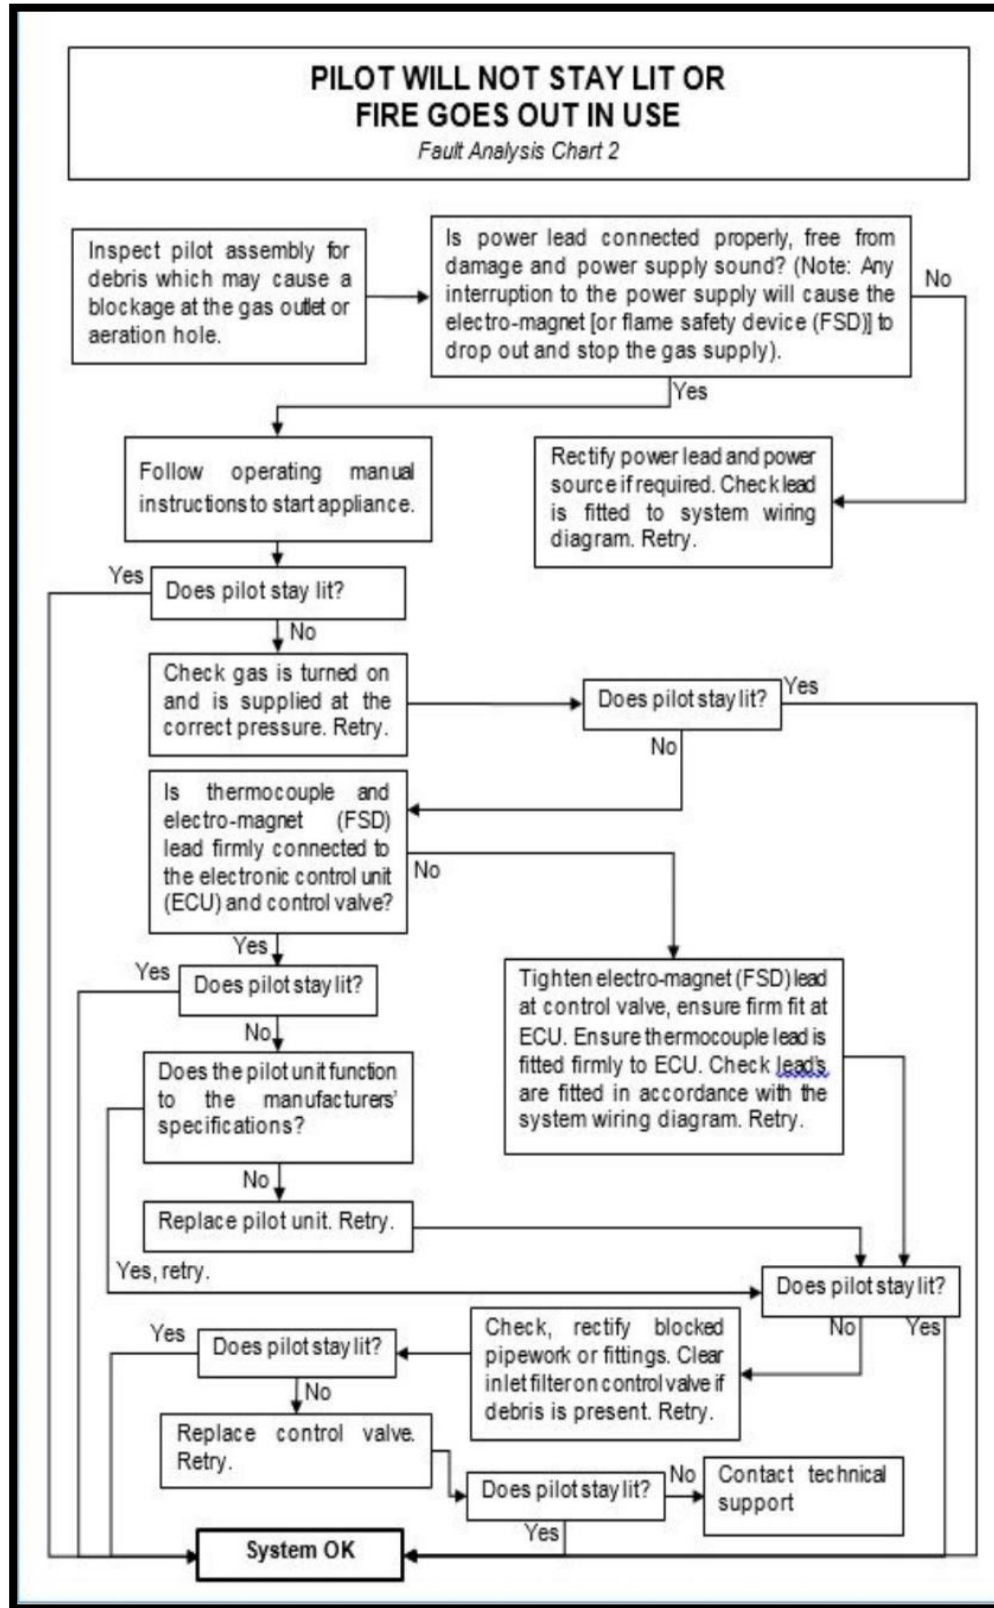 PILOT WILL NOT STAY LIT OR
FIRE GOES OUT IN USE
Fault Analysis Chart 2
Inspect pilot assembly for
debris which may cause a
blockage at the gas outlet or
aeration hole.
Is power lead connected properly, free from
damage and power supply sound? (Note: Any
interruption to the power supply will cause the
electro-magnet [or flame safety device (FSD)] to
drop out and stop the gas supply).
No
Yes
Follow operating manual
instructions to start appliance.
Rectify power lead and power
source if required. Check lead
is fitted to system wiring
diagram. Retry.
Yes
Does pilot stay lit?
No
Check gas is turned on
and is supplied at the
correct pressure. Retry.
Does pilot stay lit?
Yes
No
Is thermocouple and
electro-magnet (FSD)
lead firmly connected to
the electronic control unit
(ECU) and control valve?
No
Yes
Yes
Does pilot stay lit?
No
Tighten electro-magnet (FSD) lead
at control valve, ensure firm fit at
ECU. Ensure thermocouple lead is
fitted firmly to ECU. Check lead's
are fitted in accordance with the
system wiring diagram. Retry.
Does the pilot unit function
to the manufacturers'
specifications?
No
Replace pilot unit. Retry.
Yes, retry.
Does pilot stay lit?
No
Yes
Check, rectify blocked
pipework or fittings. Clear
inlet filter on control valve if
debris is present. Retry.
Yes
Does pilot stay lit?
No
Replace control valve.
Retry.
Does pilot stay lit?
No
Contact technical
support
Yes
System OK